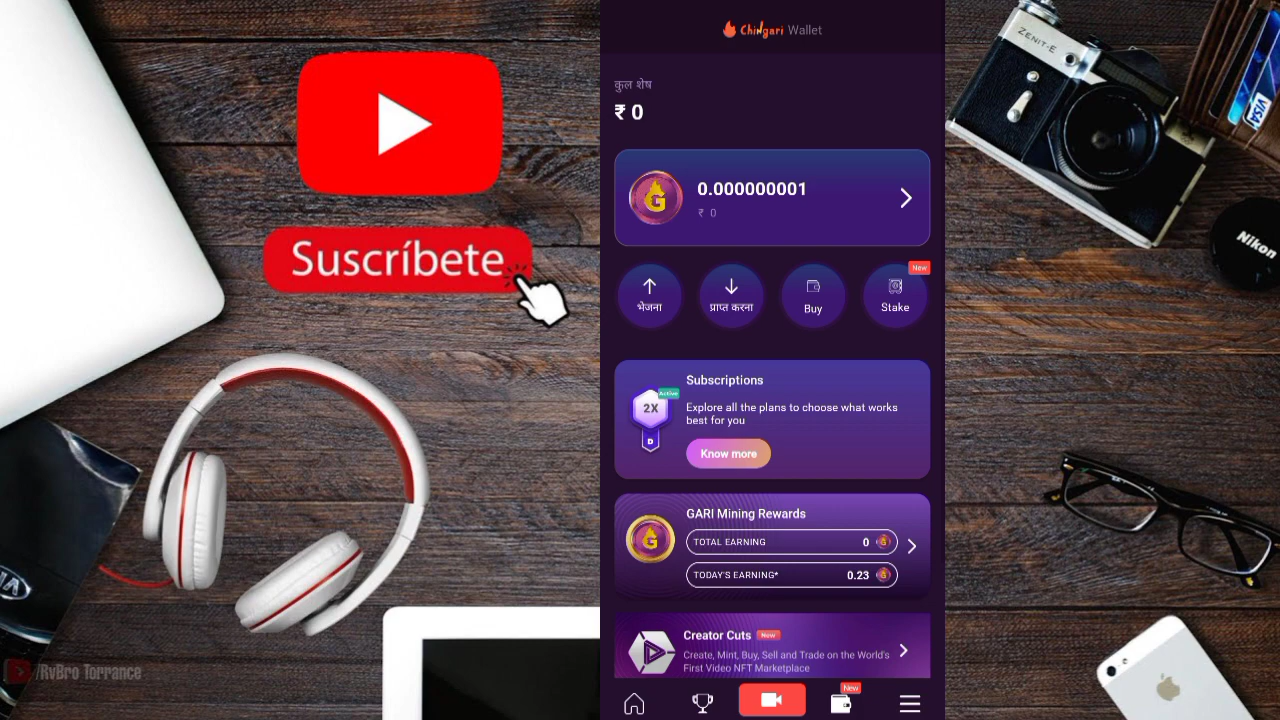 Suscríbete
/RvBro Torrance
Chingari Wallet
कुल शेष
₹ 0
0.000000001
₹ 0
New
भेजना
प्राप्त करना
Buy
Stake
Subscriptions
Active
2X
D
Explore all the plans to choose what works
best for you
Know more
GARI Mining Rewards
G
TOTAL EARNING 0
TODAY'S EARNING* 0.23
Creator Cuts New
Create, Mint, Buy, Sell and Trade on the World's
First Video NFT Marketplace
New
ZENIT-E
VISA
Nikon